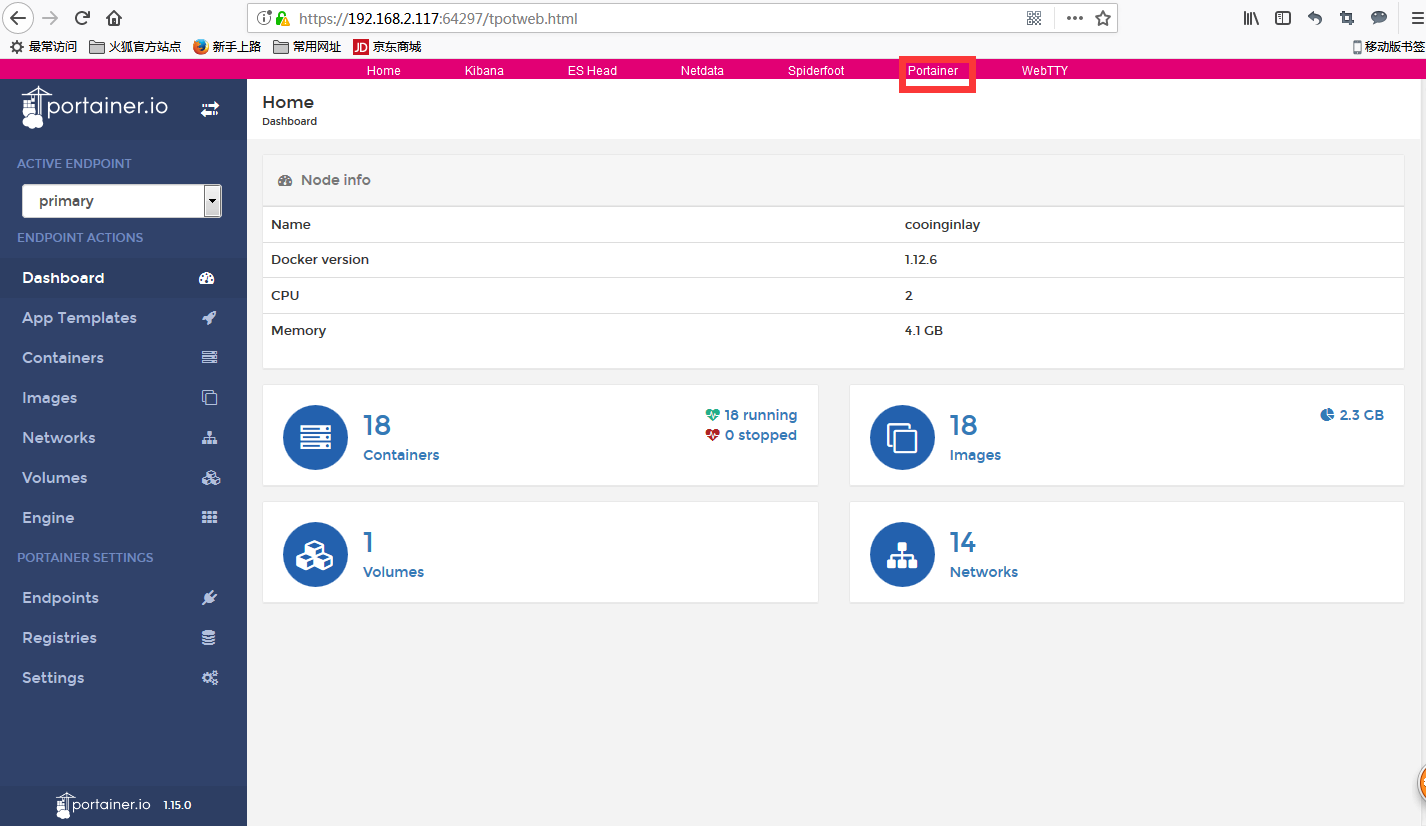 https://192.168.2.117:64297/tpotweb.html
最常访问 火狐官方站点 新手上路 常用网址 JD 京东商城 移动版书签
Home Kibana ES Head Netdata Spiderfoot Portainer WebTTY
portainer.io
ACTIVE ENDPOINT
primary
ENDPOINT ACTIONS
Dashboard
App Templates
Containers
Images
Networks
Volumes
Engine
PORTAINER SETTINGS
Endpoints
Registries
Settings
portainer.io 1.15.0
Home
Dashboard
Node info
Name cooinginlay
Docker version 1.12.6
CPU 2
Memory 4.1 GB
18
Containers
18 running
0 stopped
18
Images
2.3 GB
1
Volumes
14
Networks